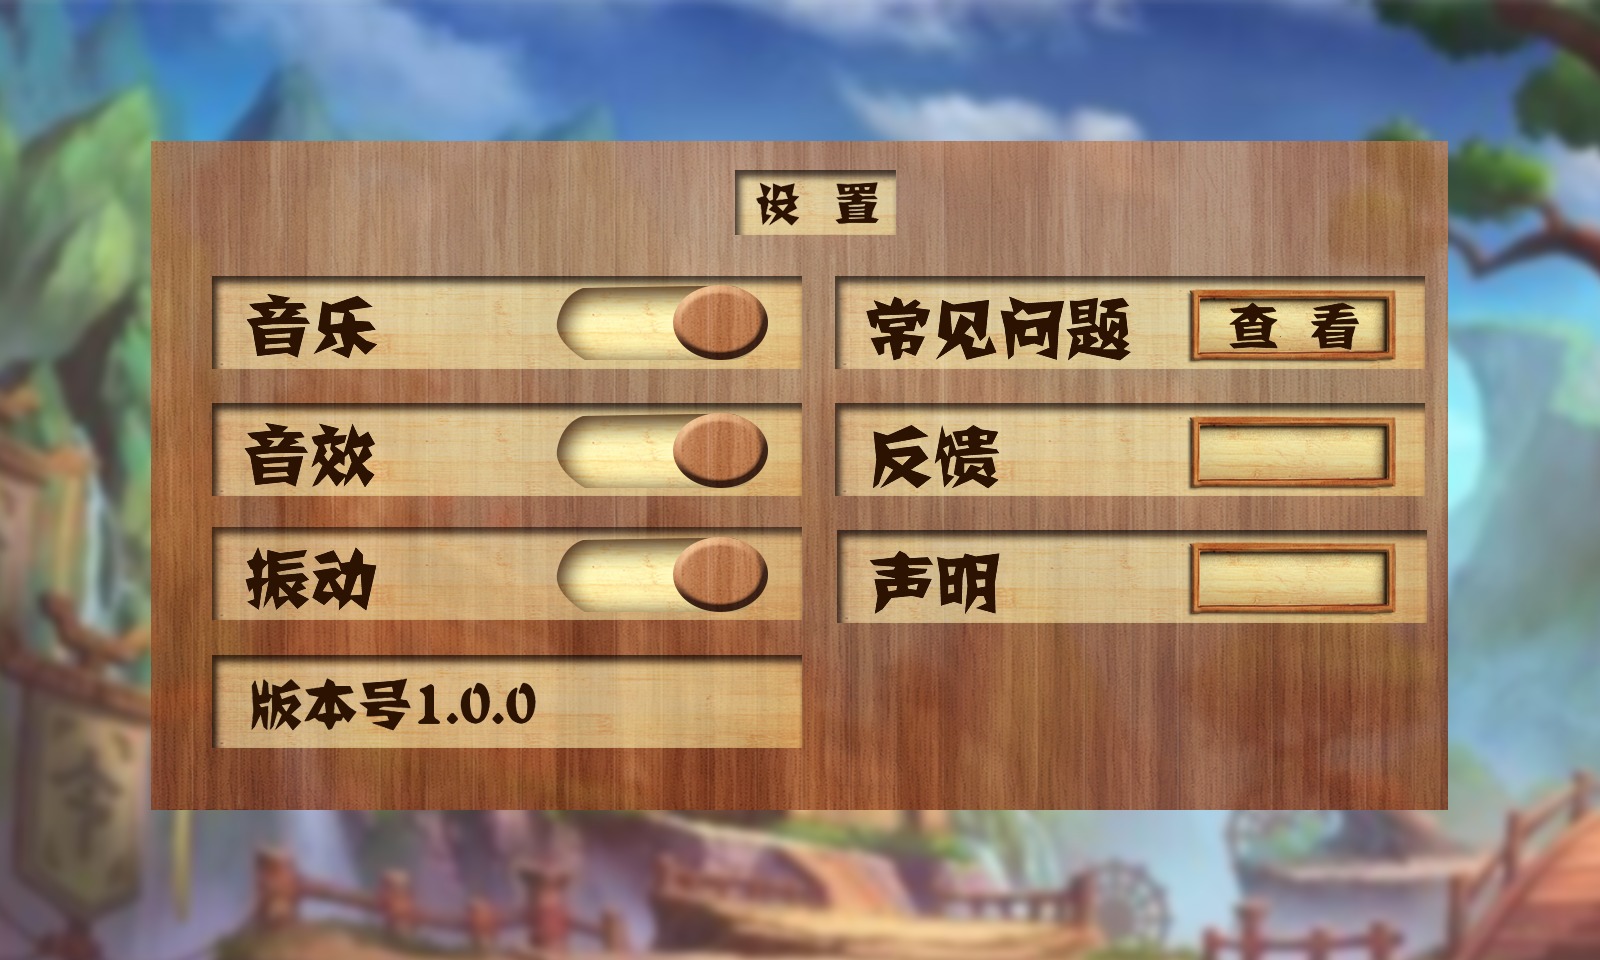 设 置
音乐
音效
振动
版本号1.0.0
常见问题 查 看
反馈
声明